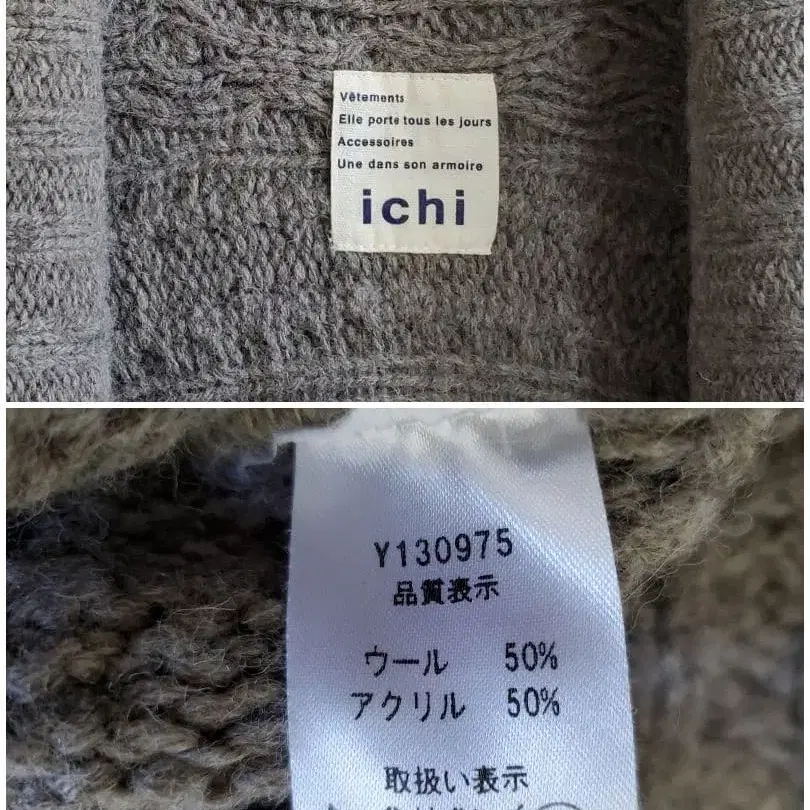 Vêtements
Elle porte tous les jours
Accessoires
Une dans son armoire
ichi
Y130975
品質表示
ウール 50%
アクリル 50%
取扱い表示